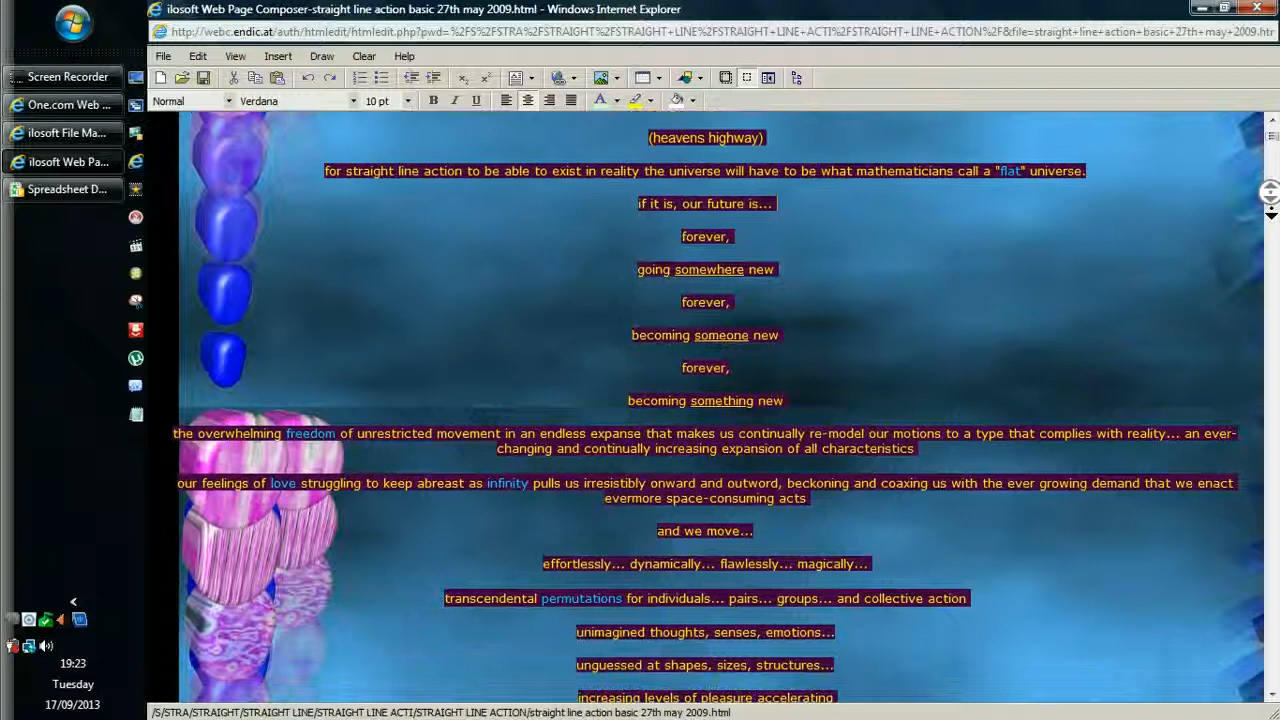 ilosoft Web Page Composer-straight line action basic 27th may 2009.html - Windows Internet Explorer
http://webc.endic.at/auth/htmledit/htmledit.php?pwd=%2FS%2FSTRA%2FSTRAIGHT%2FSTRAIGHT+LINE%2FSTRAIGHT+LINE+ACTI%2FSTRAIGHT+LINE+ACTION%2F&file=straight+line+action+basic+27th+may+2009.htr
File Edit View Insert Draw Clear Help
Normal Verdana 10 pt B I U
Screen Recorder
One.com Web ...
ilosoft File Ma...
ilosoft Web Pa...
Spreadsheet D...
(heavens highway)
for straight line action to be able to exist in reality the universe will have to be what mathematicians call a "flat" universe.
if it is, our future is...
forever,
going somewhere new
forever,
becoming someone new
forever,
becoming something new
the overwhelming freedom of unrestricted movement in an endless expanse that makes us continually re-model our motions to a type that complies with reality... an ever-
changing and continually increasing expansion of all characteristics
our feelings of love struggling to keep abreast as infinity pulls us irresistibly onward and outword, beckoning and coaxing us with the ever growing demand that we enact
evermore space-consuming acts
and we move...
effortlessly... dynamically... flawlessly... magically...
transcendental permutations for individuals... pairs... groups... and collective action
unimagined thoughts, senses, emotions...
unguessed at shapes, sizes, structures...
increasing levels of pleasure accelerating
19:23
Tuesday
17/09/2013
/S/STRA/STRAIGHT/STRAIGHT LINE/STRAIGHT LINE ACTI/STRAIGHT LINE ACTION/straight line action basic 27th may 2009.html